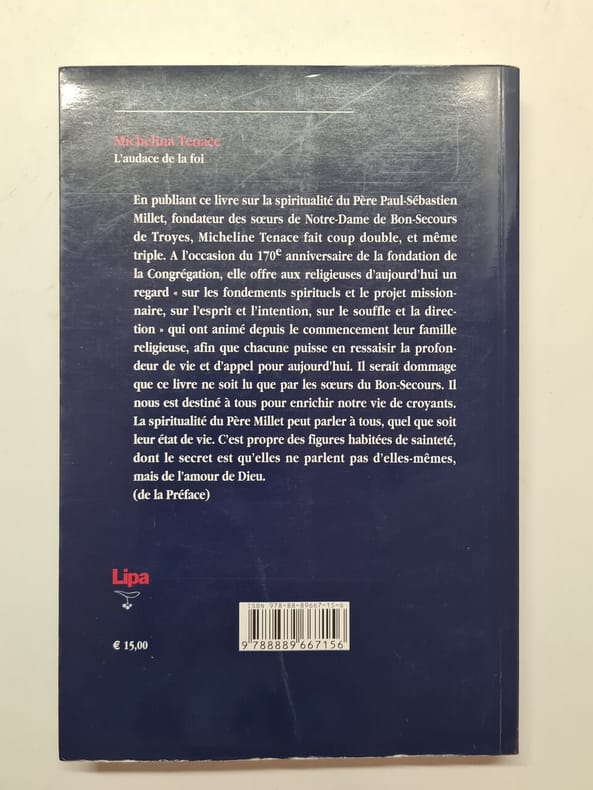 Michelina Tenace
L'audace de la foi
En publiant ce livre sur la spiritualité du Père Paul-Sébastien
Millet, fondateur des sœurs de Notre-Dame de Bon-Secours
de Troyes, Micheline Tenace fait coup double, et même
triple. A l'occasion du 170e anniversaire de la fondation de
la Congrégation, elle offre aux religieuses d'aujourd'hui un
regard « sur les fondements spirituels et le projet mission-
naire, sur l'esprit et l'intention, sur le souffle et la direc-
tion » qui ont animé depuis le commencement leur famille
religieuse, afin que chacune puisse en ressaisir la profon-
deur de vie et d'appel pour aujourd'hui. Il serait dommage
que ce livre ne soit lu que par les sœurs du Bon-Secours. Il
nous est destiné à tous pour enrichir notre vie de croyants.
La spiritualité du Père Millet peut parler à tous, quel que soit
leur état de vie. C'est propre des figures habitées de sainteté,
dont le secret est qu'elles ne parlent pas d'elles-mêmes,
mais de l'amour de Dieu.
(de la Préface)
Lipa
ISBN 978-88-89667-15-6
9 788889 667156
€ 15,00